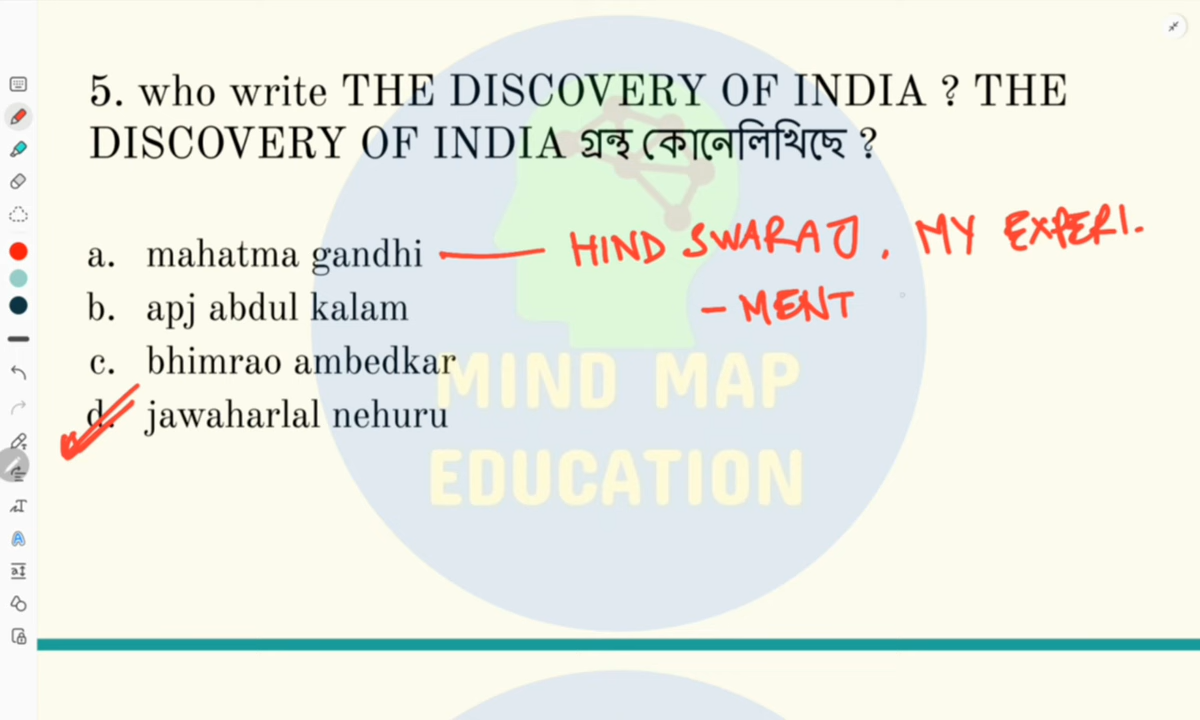 5. who write THE DISCOVERY OF INDIA ? THE
DISCOVERY OF INDIA গ্ৰন্থ কোনেলিখিছে ?
a. mahatma gandhi — HIND SWARAJ , MY EXPERI.
- MENT
b. apj abdul kalam
c. bhimrao ambedkar
d. jawaharlal nehuru
MIND MAP
EDUCATION